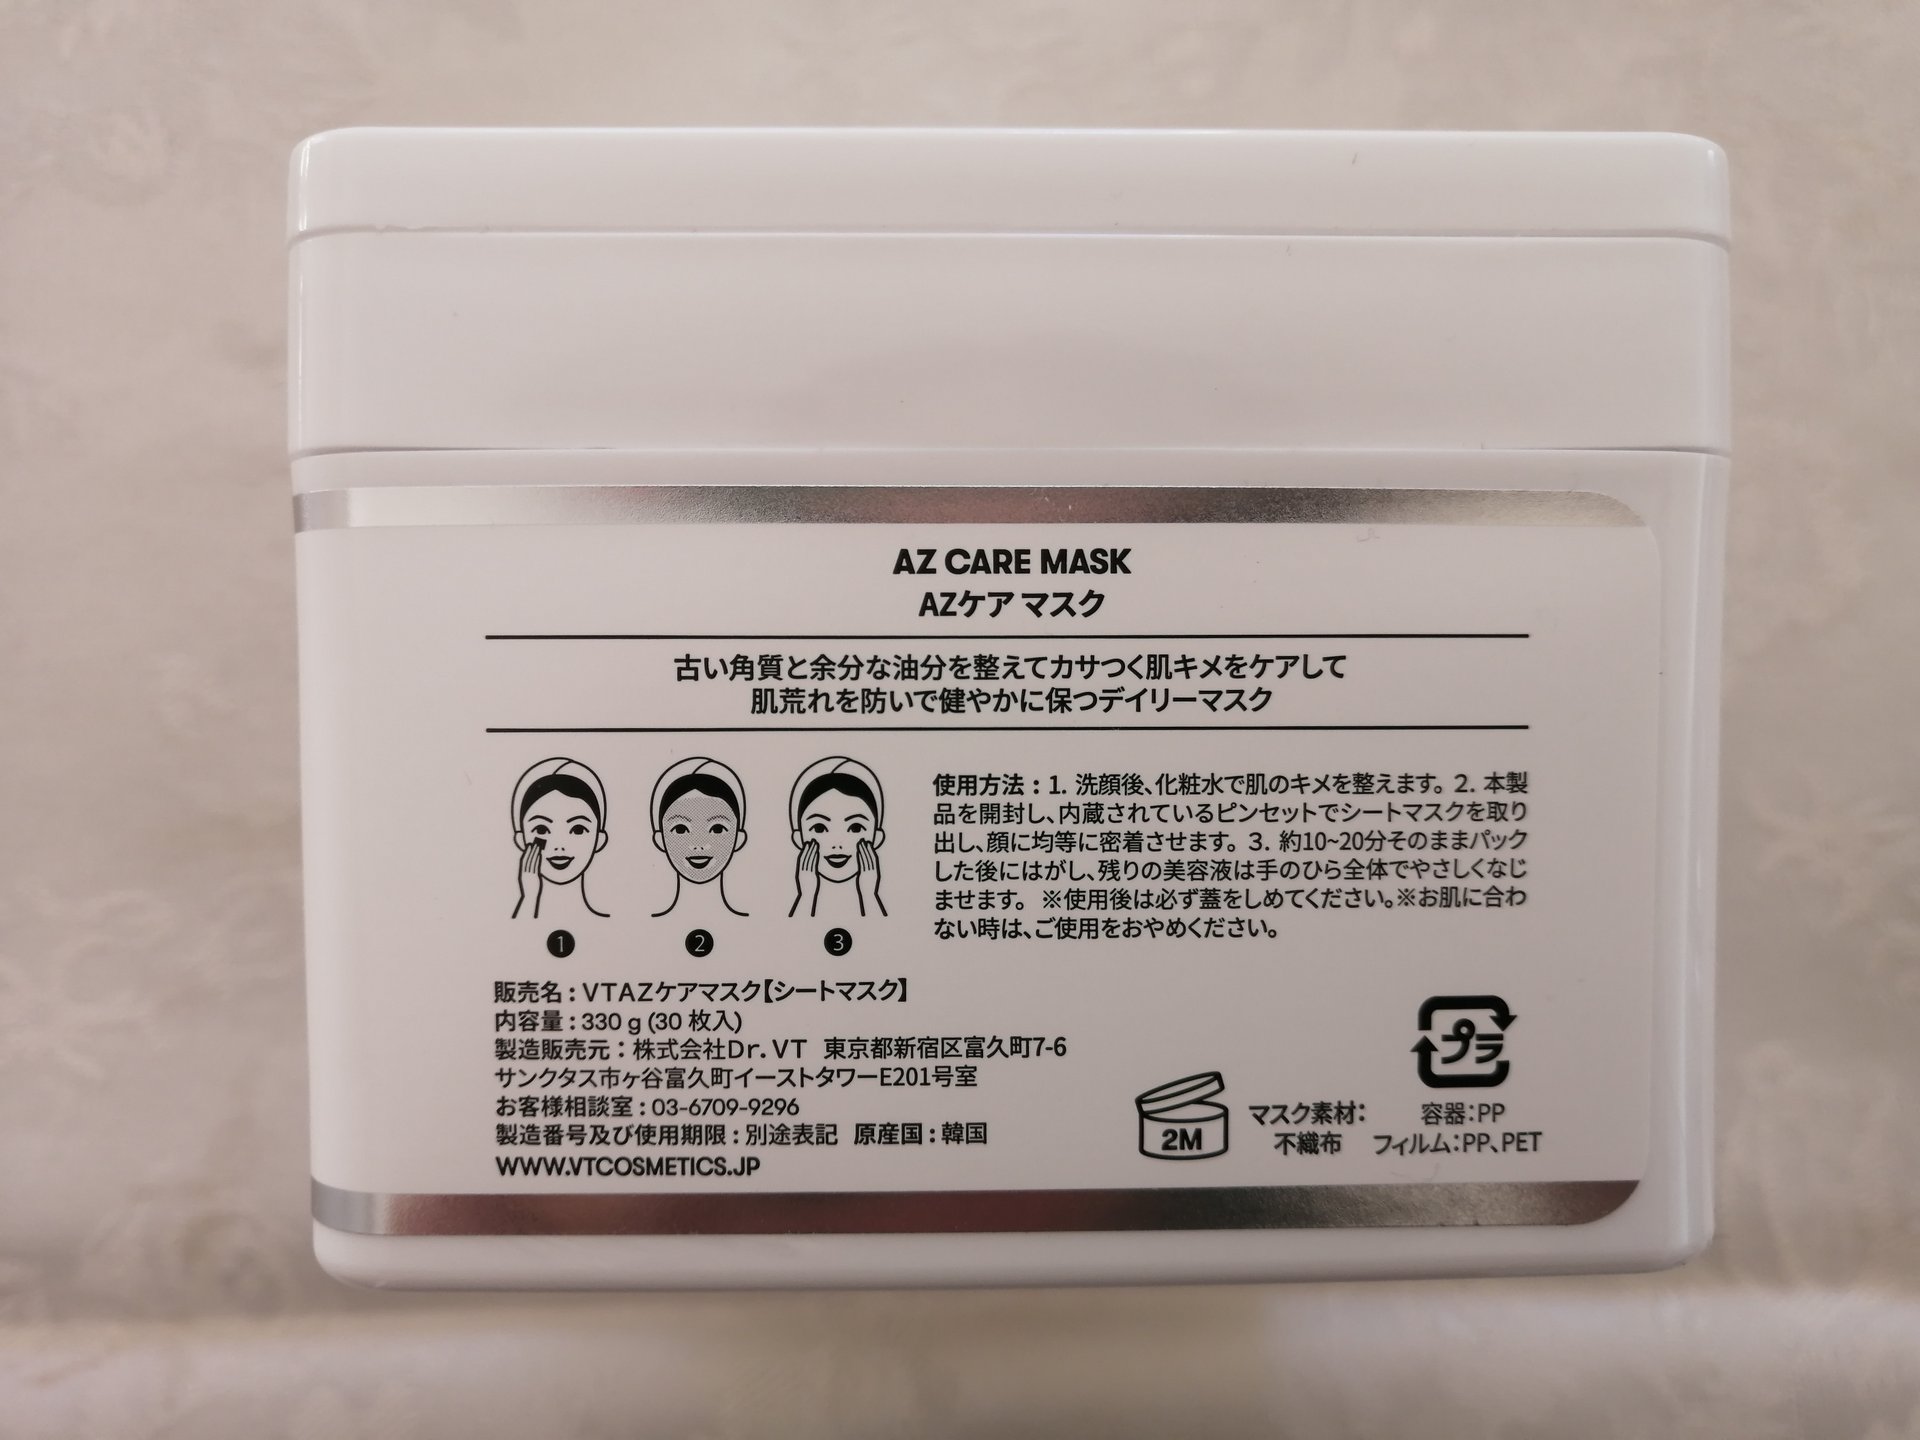 AZ CARE MASK
AZケア マスク
古い角質と余分な油分を整えてカサつく肌キメをケアして
肌荒れを防いで健やかに保つデイリーマスク
1
2
3
使用方法 : 1. 洗顔後、化粧水で肌のキメを整えます。 2. 本製
品を開封し、内蔵されているピンセットでシートマスクを取り
出し、顔に均等に密着させます。 3. 約10~20分そのままパック
した後にはがし、残りの美容液は手のひら全体でやさしくなじ
ませます。 ※使用後は必ず蓋をしめてください。※お肌に合わ
ない時は、ご使用をおやめください。
販売名 : VTAZケアマスク【シートマスク】
内容量 : 330 g (30 枚入)
製造販売元 : 株式会社Dr.VT 東京都新宿区富久町7-6
サンクタス市ヶ谷富久町イーストタワーE201号室
お客様相談室 : 03-6709-9296
製造番号及び使用期限 : 別途表記 原産国 : 韓国
WWW.VTCOSMETICS.JP
2M
マスク素材:
不織布
プラ
容器:PP
フィルム:PP、PET